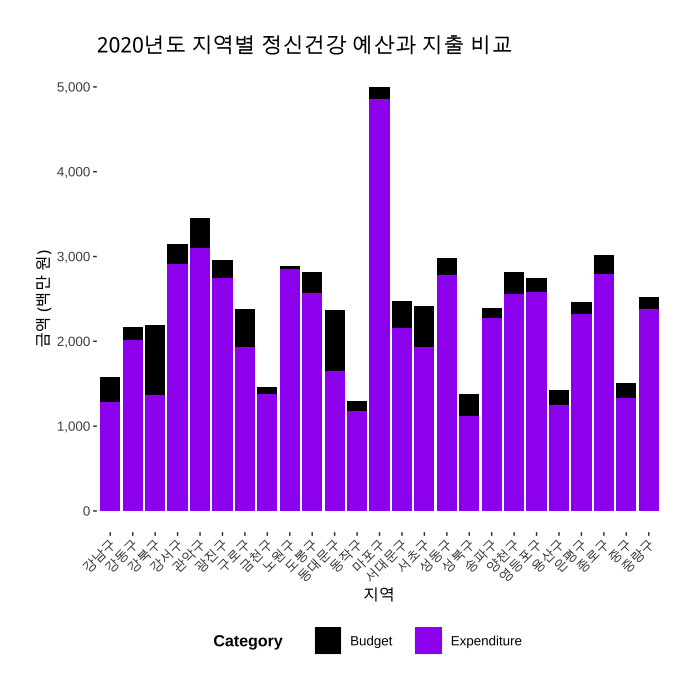 2020년도 지역별 정신건강 예산과 지출 비교
금액 (백만 원)
5,000
4,000
3,000
2,000
1,000
0
강남구
강동구
강북구
강서구
관악구
광진구
구로구
금천구
노원구
도봉구
동대문구
동작구
마포구
서대문구
서초구
성동구
성북구
송파구
양천구
영등포구
용산구
은평구
종로구
중구
중랑구
지역
Category
Budget
Expenditure